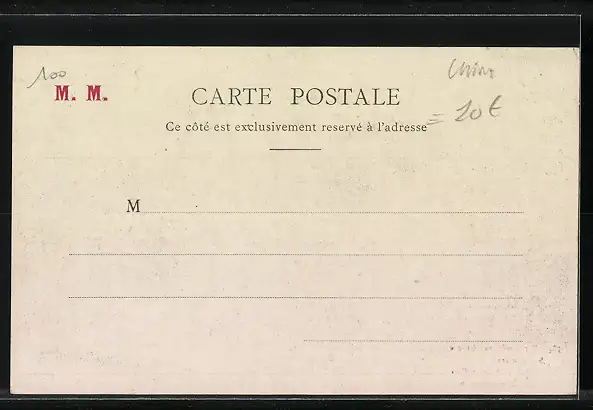 100
M. M.
CARTE POSTALE
Ce côté est exclusivement reservé à l'adresse
= 20€
M